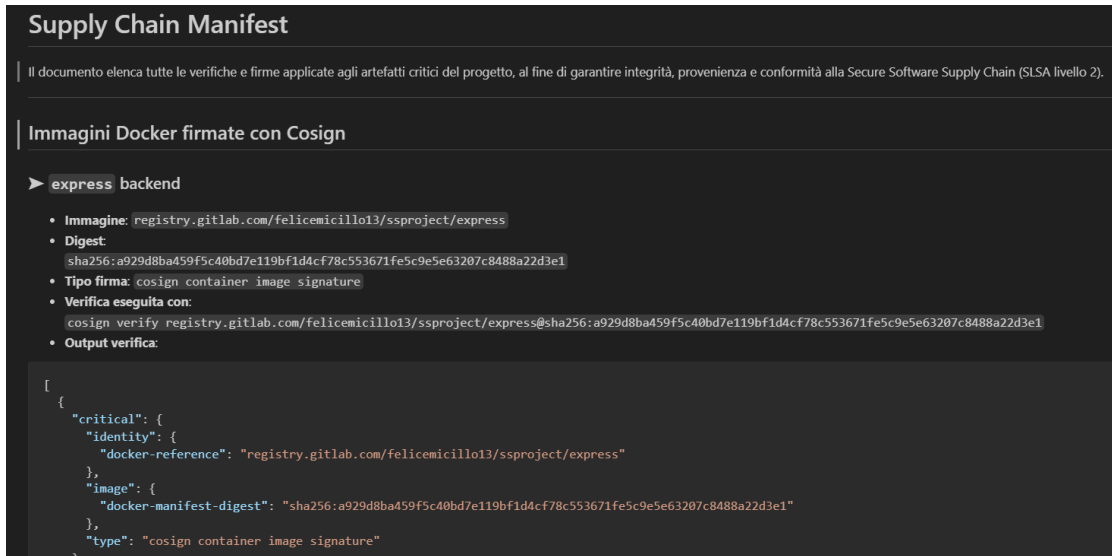 Supply Chain Manifest
Il documento elenca tutte le verifiche e firme applicate agli artefatti critici del progetto, al fine di garantire integrità, provenienza e conformità alla Secure Software Supply Chain (SLSA livello 2).
Immagini Docker firmate con Cosign
➤ express backend
• Immagine: registry.gitlab.com/felicemicillo13/ssproject/express
• Digest:
sha256:a929d8ba459f5c40bd7e119bf1d4cf78c553671fe5c9e5e63207c8488a22d3e1
• Tipo firma: cosign container image signature
• Verifica eseguita con:
cosign verify registry.gitlab.com/felicemicillo13/ssproject/express@sha256:a929d8ba459f5c40bd7e119bf1d4cf78c553671fe5c9e5e63207c8488a22d3e1
• Output verifica:
[
{
"critical": {
"identity": {
"docker-reference": "registry.gitlab.com/felicemicillo13/ssproject/express"
},
"image": {
"docker-manifest-digest": "sha256:a929d8ba459f5c40bd7e119bf1d4cf78c553671fe5c9e5e63207c8488a22d3e1"
},
"type": "cosign container image signature"